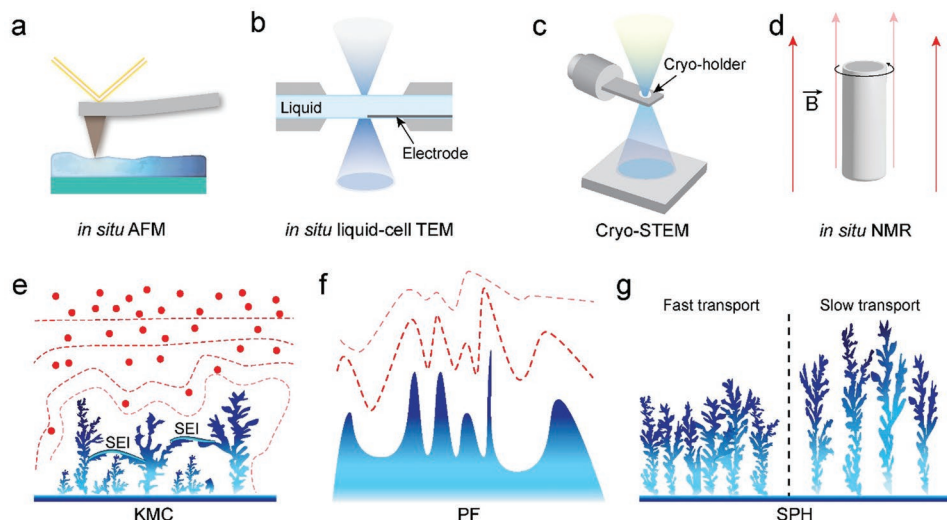 a
b
c
d
Liquid
Electrode
Cryo-holder
B
in situ AFM
in situ liquid-cell TEM
Cryo-STEM
in situ NMR
e
f
g
Fast transport
Slow transport
SEI
SEI
KMC
PF
SPH